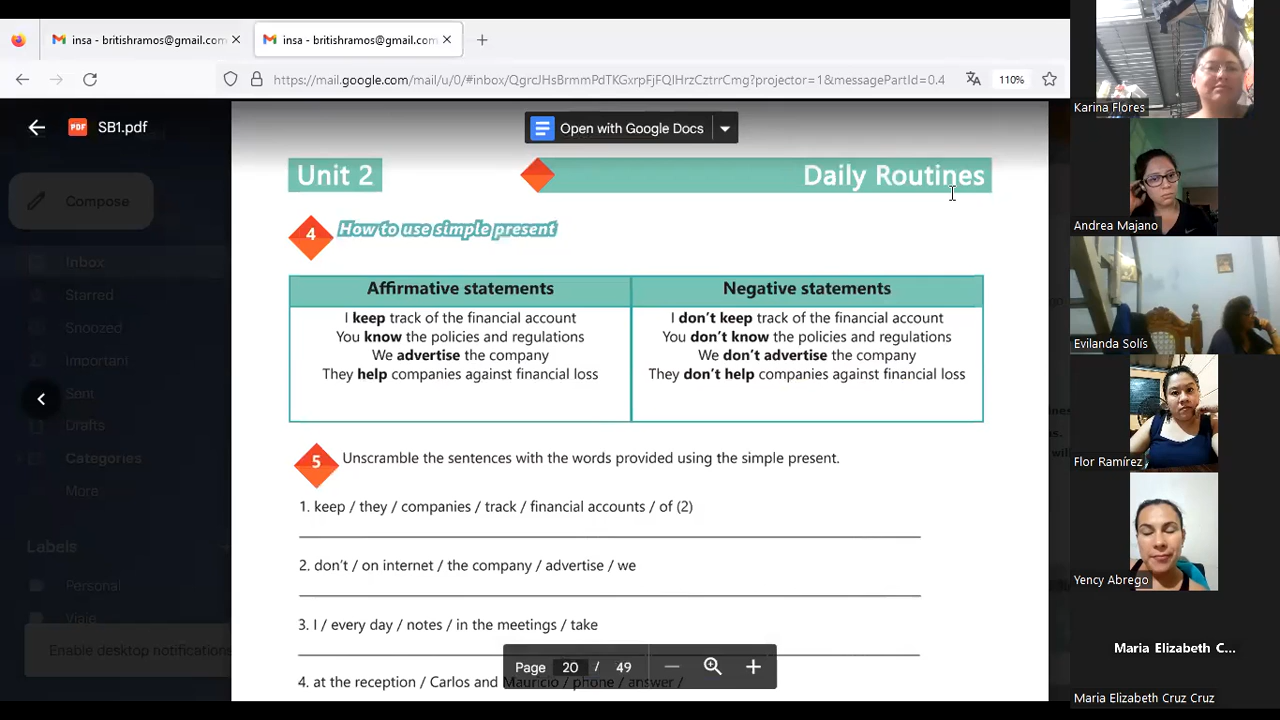 insa - britishramos@gmail.com
insa - britishramos@gmail.com
https://mail.google.com/mail/u/0/#inbox/QgrcJHsBrmmPdTKGxrpFjFQIHrzCztrrCmg?projector=1&messagePartId=0.4
110%
SB1.pdf
Open with Google Docs
Compose
Inbox
Starred
Snoozed
Important
Sent
Drafts
Categories
More
Labels
Personal
Viaje
Enable desktop notifications
Unit 2
Daily Routines
4
How to use simple present
Affirmative statements
Negative statements
I keep track of the financial account
I don't keep track of the financial account
You know the policies and regulations
You don't know the policies and regulations
We advertise the company
We don't advertise the company
They help companies against financial loss
They don't help companies against financial loss
5
Unscramble the sentences with the words provided using the simple present.
1. keep / they / companies / track / financial accounts / of (2)
2. don't / on internet / the company / advertise / we
3. I / every day / notes / in the meetings / take
4. at the reception / Carlos and Mauricio / phone / answer /
Page 20 / 49
Karina Flores
Andrea Majano
Evilanda Solís
Flor Ramírez
Yency Abrego
Maria Elizabeth C...
Maria Elizabeth Cruz Cruz